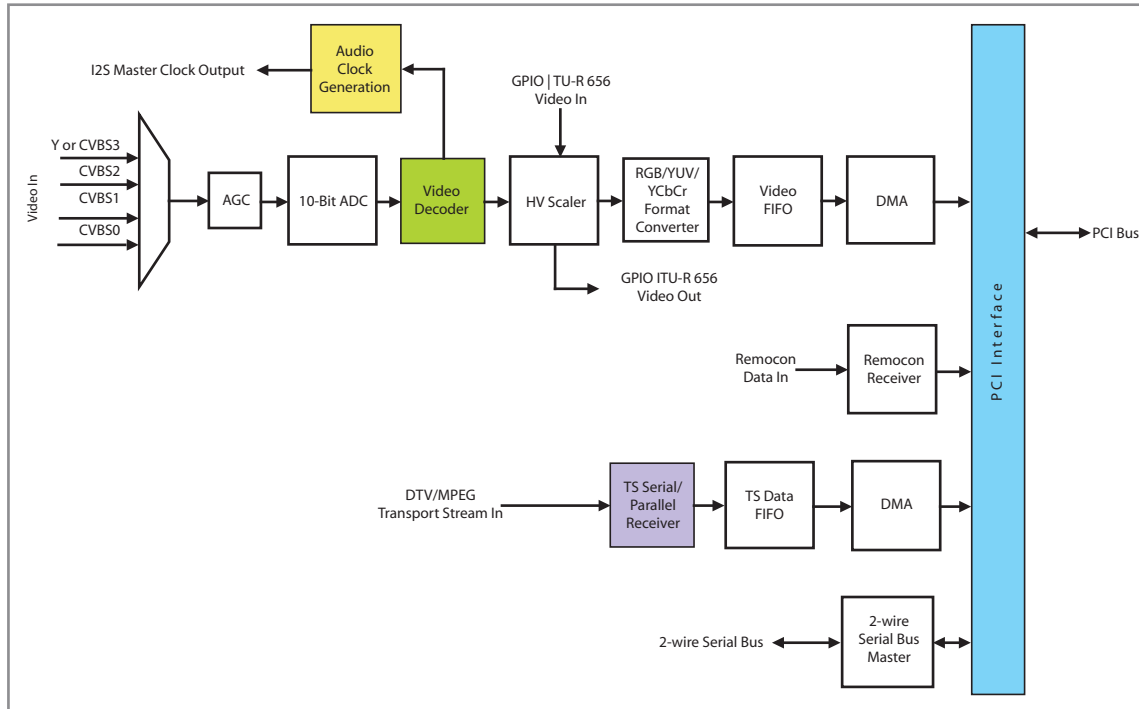 Audio
Clock
Generation
I2S Master Clock Output
GPIO | TU-R 656
Video In
Video In
Y or CVBS3
CVBS2
CVBS1
CVBS0
AGC
10-Bit ADC
Video
Decoder
HV Scaler
RGB/YUV/
YCbCr
Format
Converter
Video
FIFO
DMA
PCI Interface
PCI Bus
GPIO ITU-R 656
Video Out
Remocon
Data In
Remocon
Receiver
DTV/MPEG
Transport Stream In
TS Serial/
Parallel
Receiver
TS Data
FIFO
DMA
2-wire Serial Bus
2-wire
Serial Bus
Master